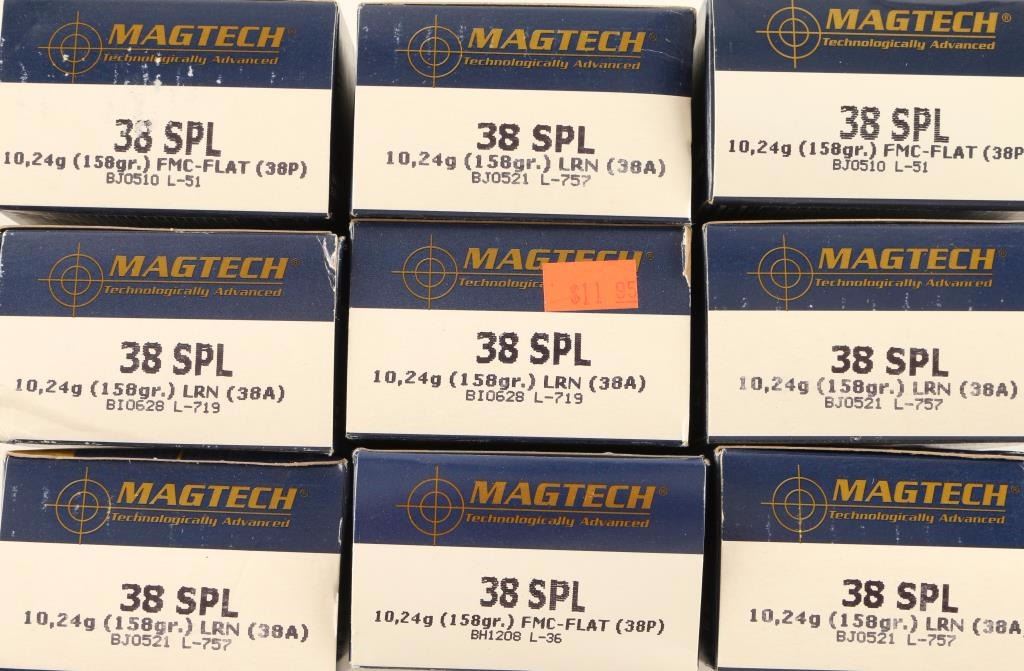 MAGTECH®
Technologically Advanced
38 SPL
10,24g (158gr.) FMC-FLAT (38P)
BJ0510 L-51
MAGTECH
Technologically Advanced
38 SPL
10,24g (158gr.) LRN (38A)
BJ0521 L-757
MAGTECH®
Technologically Advanced
38 SPL
10,24g (158gr.) FMC-FLAT (38P
BJ0510 L-51
MAGTECH®
Technologically Advanced
38 SPL
10,24g (158gr.) LRN (38A)
BI0628 L-719
MAGTECH
Technologica
$11 95
38 SPL
10,24g (158gr.) LRN (38A)
BI0628 L-719
MAGTECH®
Technologically Advanced
38 SPL
10,24g (158gr.) LRN (38A)
BJ0521 L-757
MAGTECH®
Technologically Advanced
38 SPL
10,24g (158gr.) LRN (38A)
BJ0521 L-757
MAGTECH®
Technologically Advanced
38 SPL
10,24g (158gr.) FMC-FLAT (38P)
BH1208 L-36
MAGTECH®
Technologically Advanced
38 SPL
10,24g (158gr.) LRN (38A
BJ0521 L-757